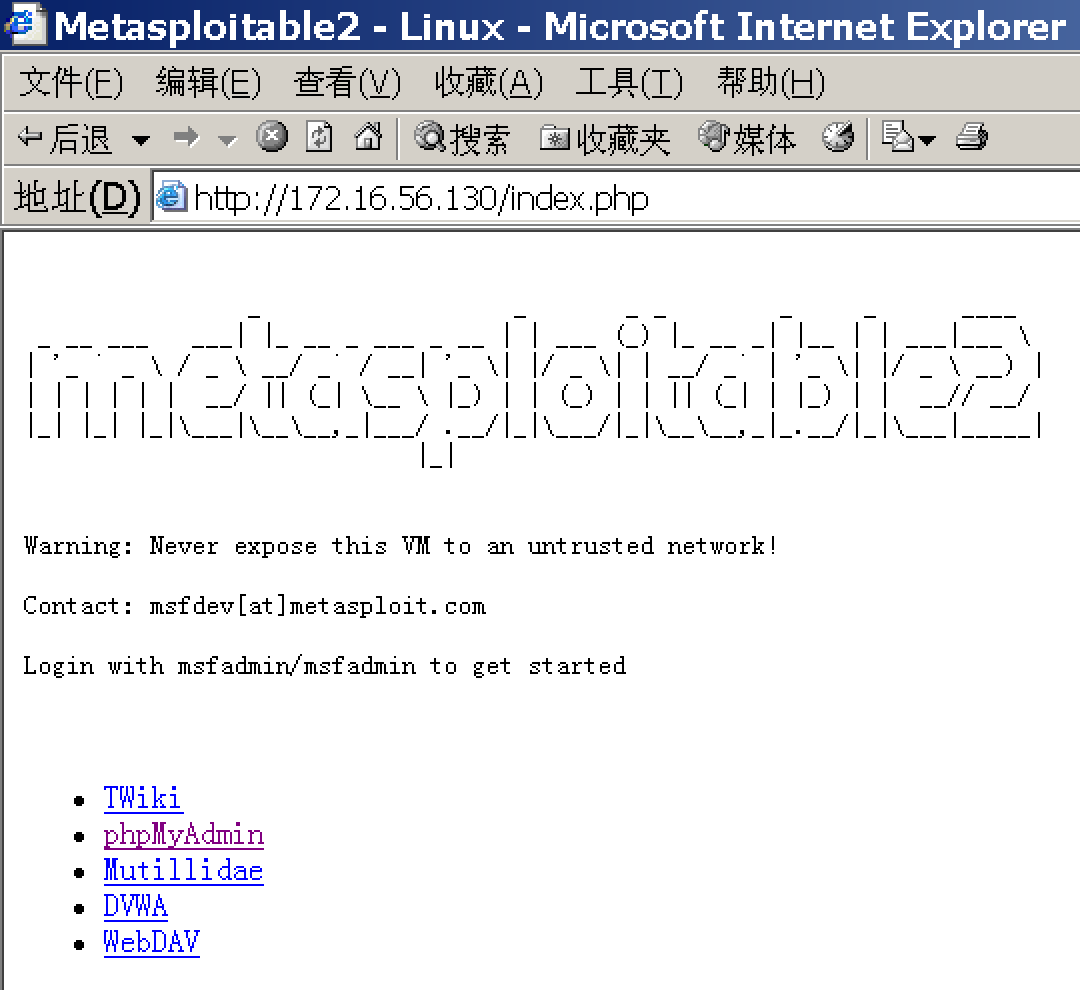 Metasploitable2 - Linux - Microsoft Internet Explorer
文件(F) 编辑(E) 查看(V) 收藏(A) 工具(T) 帮助(H)
后退 搜索 收藏夹 媒体
地址(D) http://172.16.56.130/index.php
metasploitable2
Warning: Never expose this VM to an untrusted network!
Contact: msfdev[at]metasploit.com
Login with msfadmin/msfadmin to get started
TWiki
phpMyAdmin
Mutillidae
DVWA
WebDAV